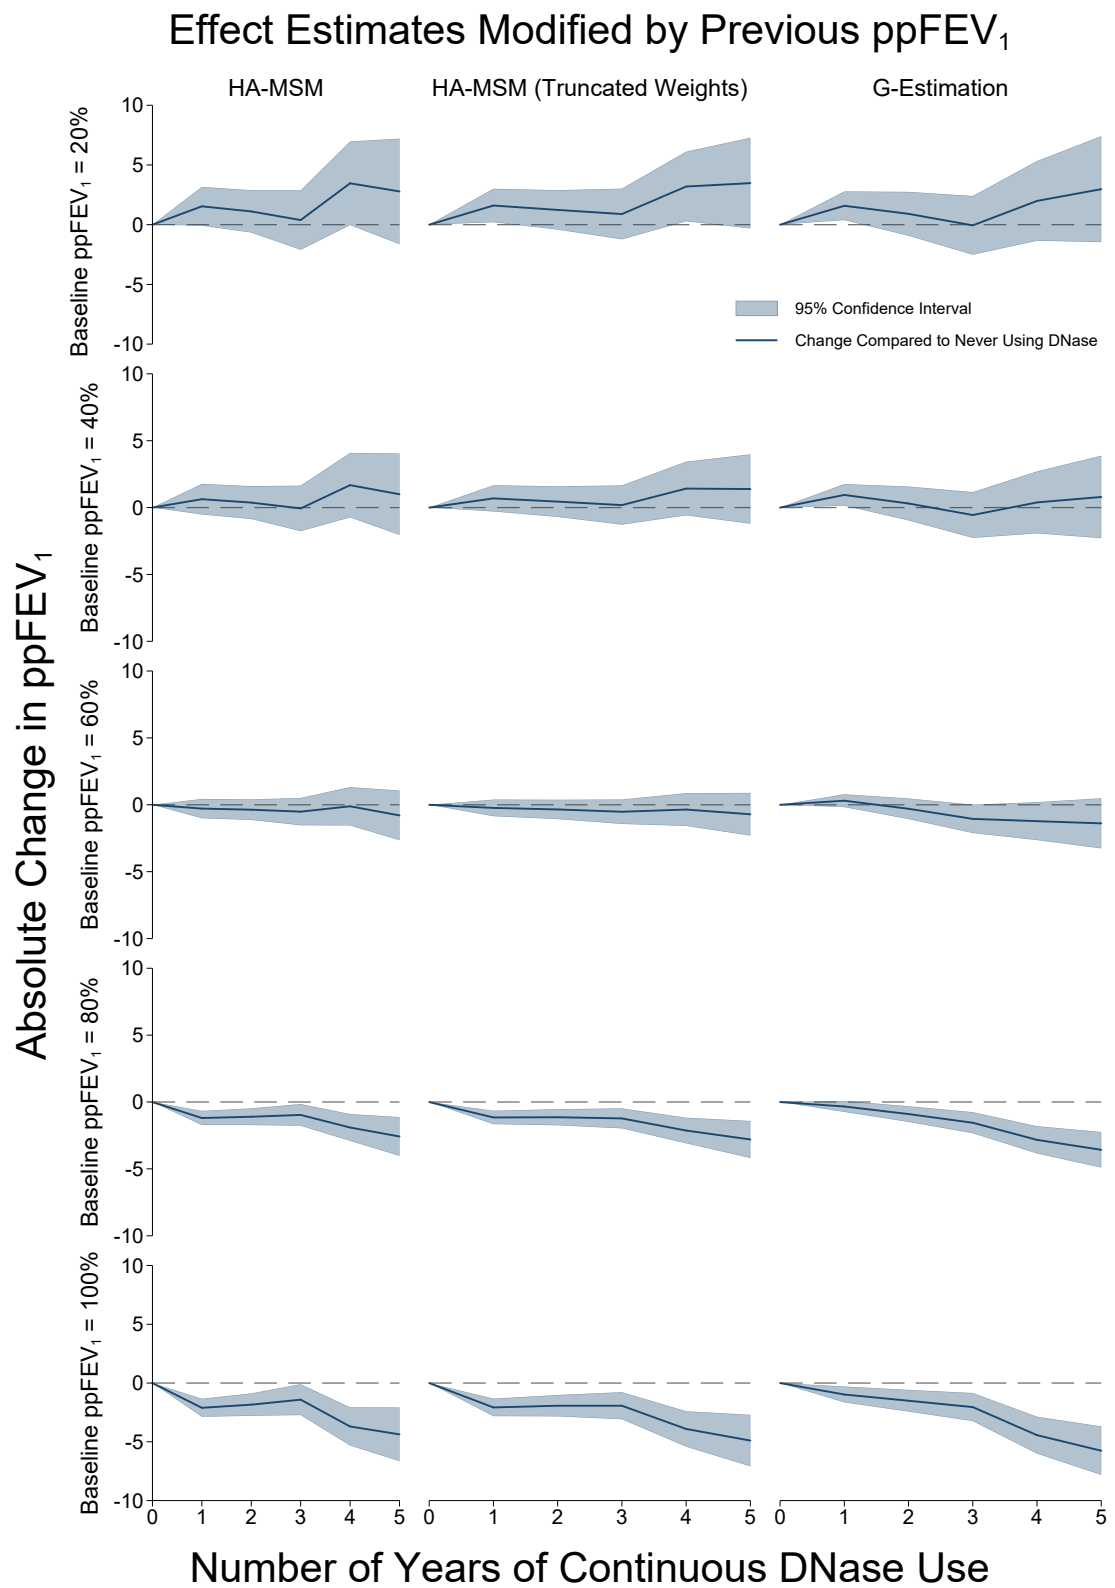 Effect Estimates Modified by Previous ppFEV₁
HA-MSM
HA-MSM (Truncated Weights)
G-Estimation
Absolute Change in ppFEV₁
Baseline ppFEV₁ = 20%
10
5
0
-5
-10
95% Confidence Interval
Change Compared to Never Using DNase
Baseline ppFEV₁ = 40%
10
5
0
-5
-10
Baseline ppFEV₁ = 60%
10
5
0
-5
-10
Baseline ppFEV₁ = 80%
10
5
0
-5
-10
Baseline ppFEV₁ = 100%
10
5
0
-5
-10
0 1 2 3 4 5
0 1 2 3 4 5
0 1 2 3 4 5
Number of Years of Continuous DNase Use